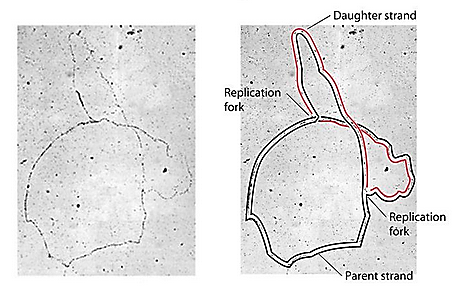 Daughter strand
Replication
fork
Replication
fork
Parent strand